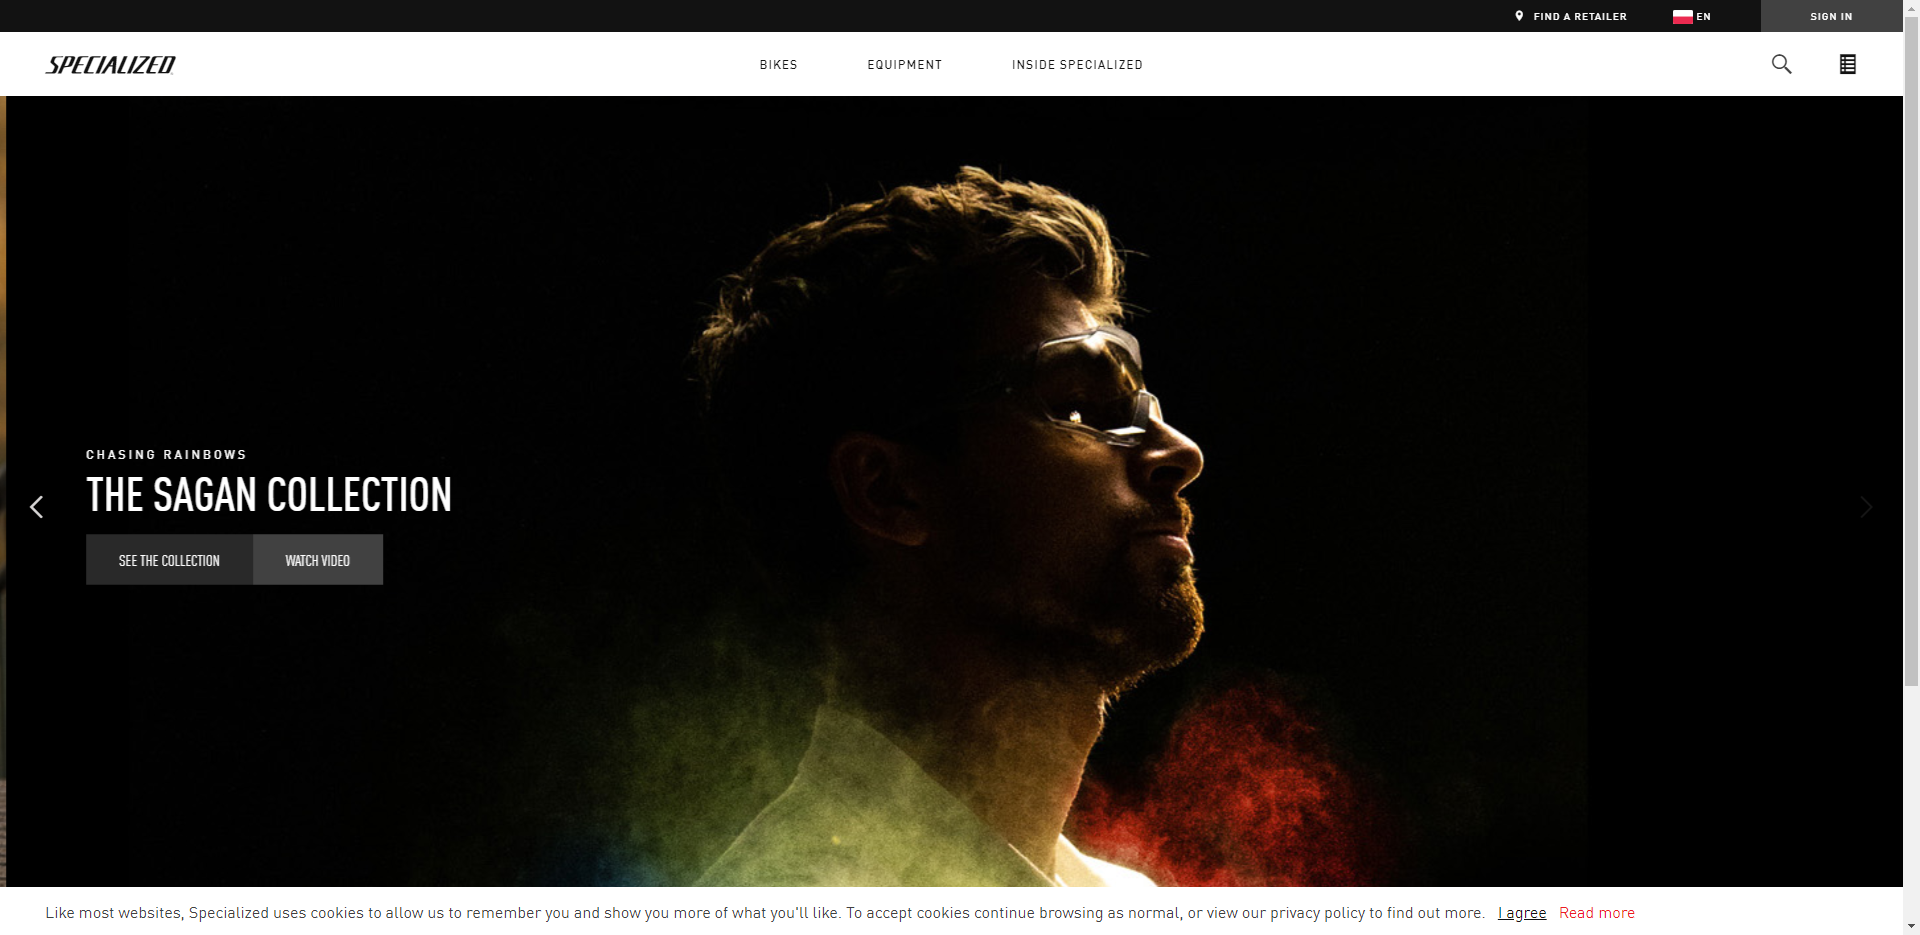 FIND A RETAILER
EN
SIGN IN
SPECIALIZED
BIKES
EQUIPMENT
INSIDE SPECIALIZED
CHASING RAINBOWS
THE SAGAN COLLECTION
SEE THE COLLECTION
WATCH VIDEO
Like most websites, Specialized uses cookies to allow us to remember you and show you more of what you'll like. To accept cookies continue browsing as normal, or view our privacy policy to find out more. I agree Read more